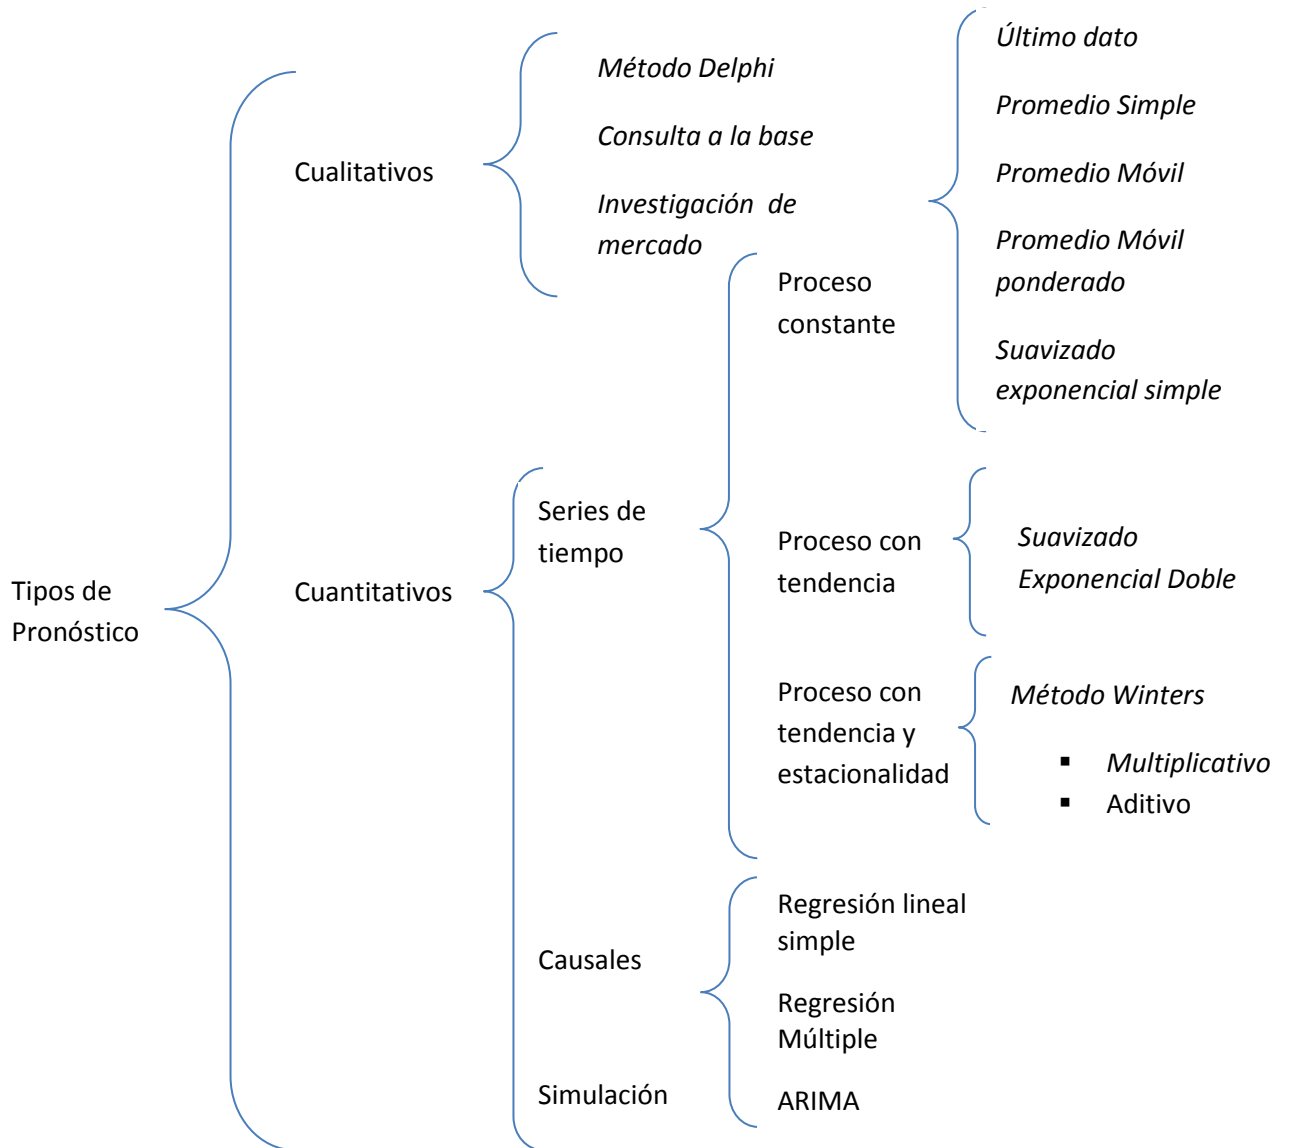 Tipos de
Pronóstico
Cualitativos
Método Delphi
Consulta a la base
Investigación de
mercado
Cuantitativos
Series de
tiempo
Proceso
constante
Último dato
Promedio Simple
Promedio Móvil
Promedio Móvil
ponderado
Suavizado
exponencial simple
Proceso con
tendencia
Suavizado
Exponencial Doble
Proceso con
tendencia y
estacionalidad
Método Winters
▪ Multiplicativo
▪ Aditivo
Causales
Regresión lineal
simple
Regresión
Múltiple
ARIMA
Simulación